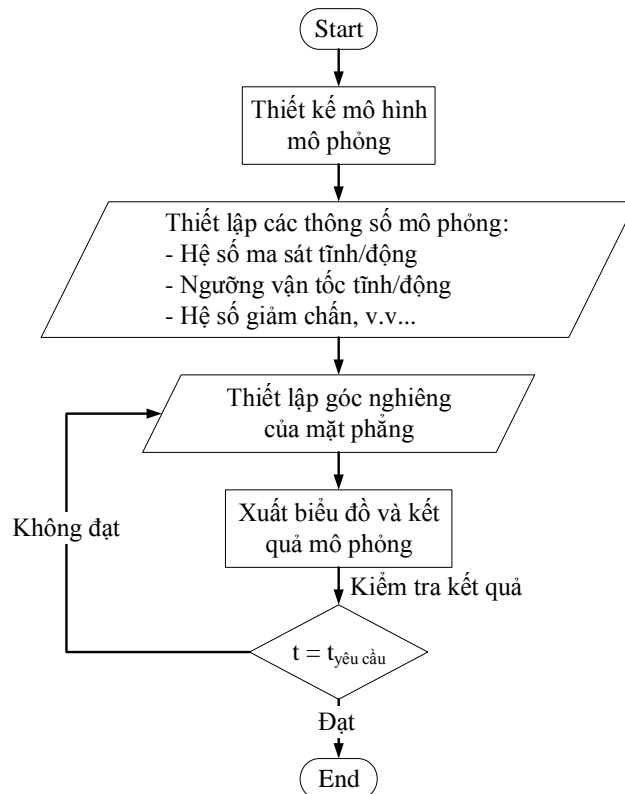 Start
Thiết kế mô hình
mô phỏng
Thiết lập các thông số mô phỏng:
- Hệ số ma sát tĩnh/động
- Ngưỡng vận tốc tĩnh/động
- Hệ số giảm chấn, v.v...
Thiết lập góc nghiêng
của mặt phẳng
Xuất biểu đồ và kết
quả mô phỏng
Không đạt
Kiểm tra kết quả
t = tyêu cầu
Đạt
End